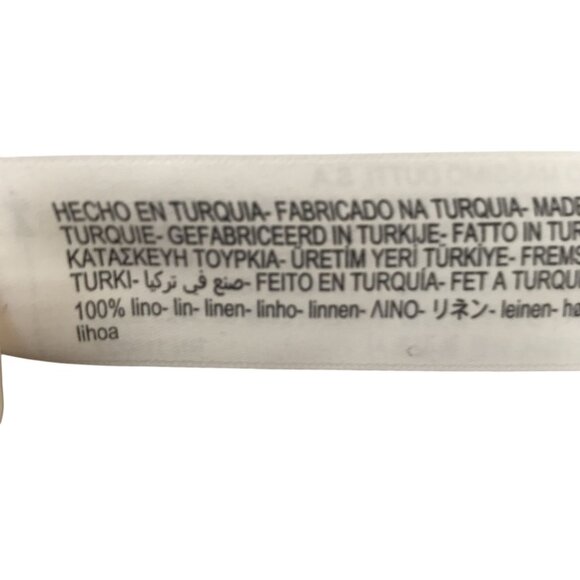 HECHO EN TURQUIA- FABRICADO NA TURQUIA- MADE
TURQUIE- GEFABRICEERD IN TURKIJE- FATTO IN TUR
ΚΑΤΑΣΚΕΥΗ ΤΟΥΡΚΙΑ- ÜRETİM YERİ TÜRKİYE- FREMS
TURKI- صنع في تركيا- FEITO EN TURQUÍA- FET A TURQU
100% lino- lin- linen- linho- linnen- ΛΙΝΟ- リネン- leinen- hø
lihoa